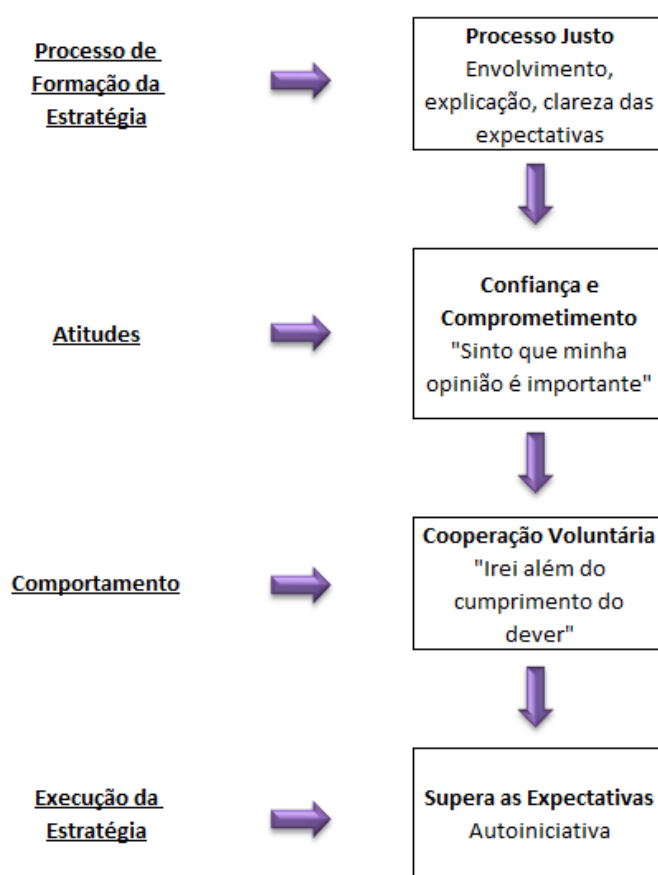 Processo de
Formação da
Estratégia
Processo Justo
Envolvimento,
explicação, clareza das
expectativas
Atitudes
Confiança e
Comprometimento
"Sinto que minha
opinião é importante"
Comportamento
Cooperação Voluntária
"Irei além do
cumprimento do
dever"
Execução da
Estratégia
Supera as Expectativas
Autoiniciativa